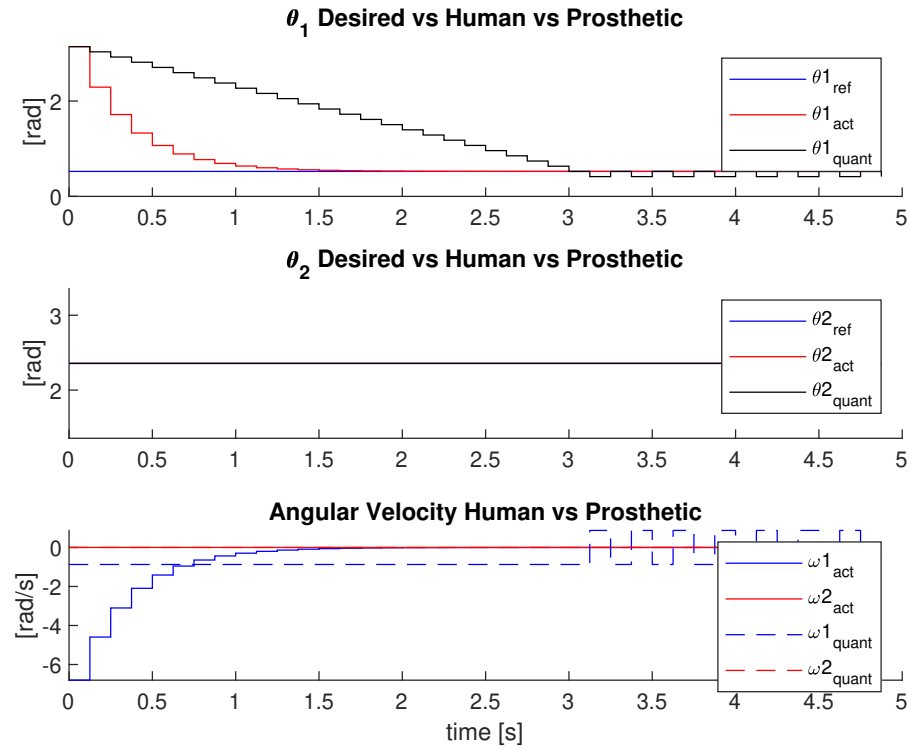 θ₁ Desired vs Human vs Prosthetic
[rad]
2
0
θ1ref
θ1act
θ1quant
0 0.5 1 1.5 2 2.5 3 3.5 4 4.5 5
θ₂ Desired vs Human vs Prosthetic
[rad]
3
2
θ2ref
θ2act
θ2quant
0 0.5 1 1.5 2 2.5 3 3.5 4 4.5 5
Angular Velocity Human vs Prosthetic
[rad/s]
0
-2
-4
-6
ω1act
ω2act
ω1quant
ω2quant
0 0.5 1 1.5 2 2.5 3 3.5 4 4.5 5
time [s]